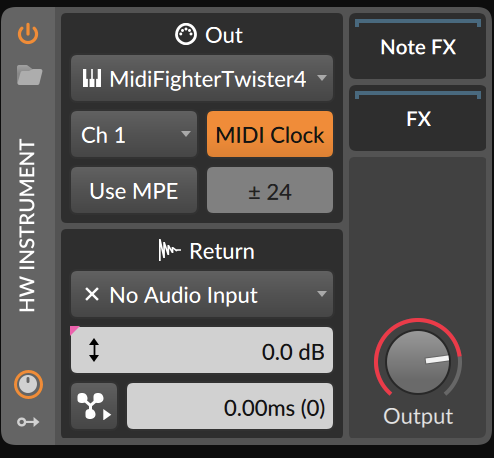 HW INSTRUMENT
Out
MidiFighterTwister4
Ch 1
MIDI Clock
Use MPE
± 24
Return
No Audio Input
0.0 dB
0.00ms (0)
Note FX
FX
Output